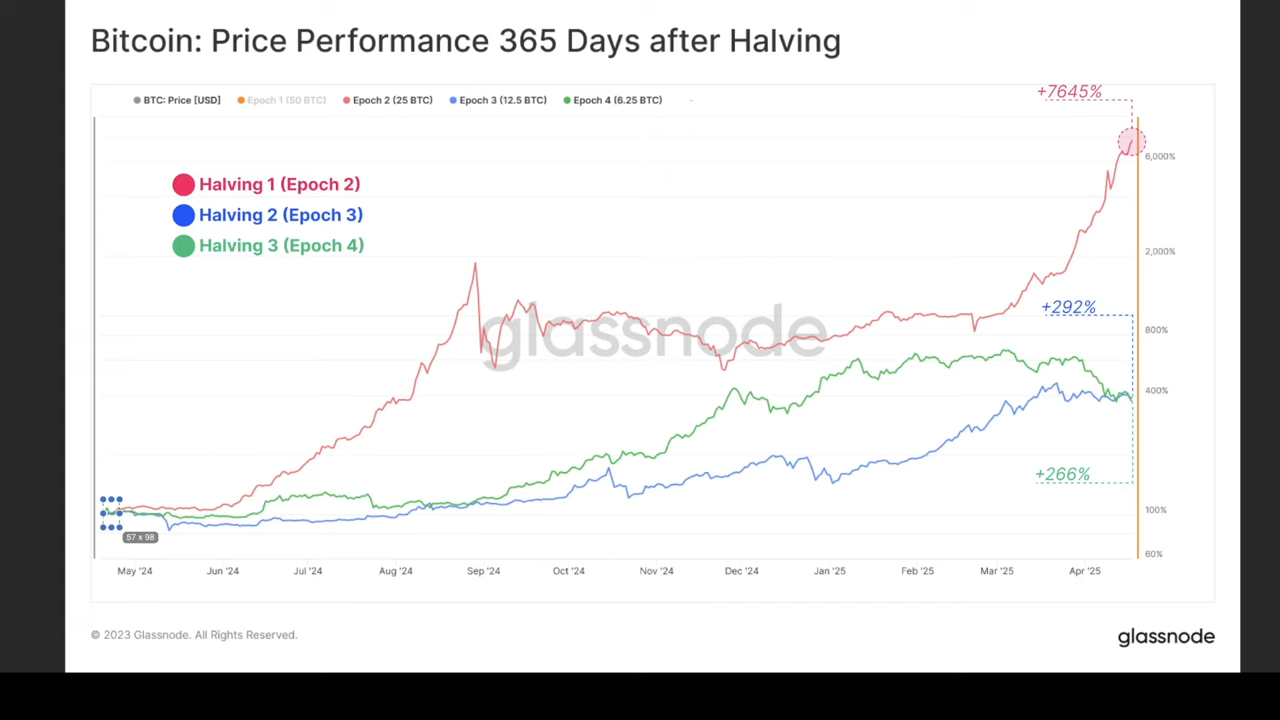 Bitcoin: Price Performance 365 Days after Halving
BTC: Price [USD] Epoch 1 (50 BTC) Epoch 2 (25 BTC) Epoch 3 (12.5 BTC) Epoch 4 (6.25 BTC) -
+7645%
6,000%
Halving 1 (Epoch 2)
Halving 2 (Epoch 3)
Halving 3 (Epoch 4)
2,000%
+292%
800%
glassnode
400%
+266%
100%
57 x 98
60%
May '24 Jun '24 Jul '24 Aug '24 Sep '24 Oct '24 Nov '24 Dec '24 Jan '25 Feb '25 Mar '25 Apr '25
© 2023 Glassnode. All Rights Reserved.
glassnode